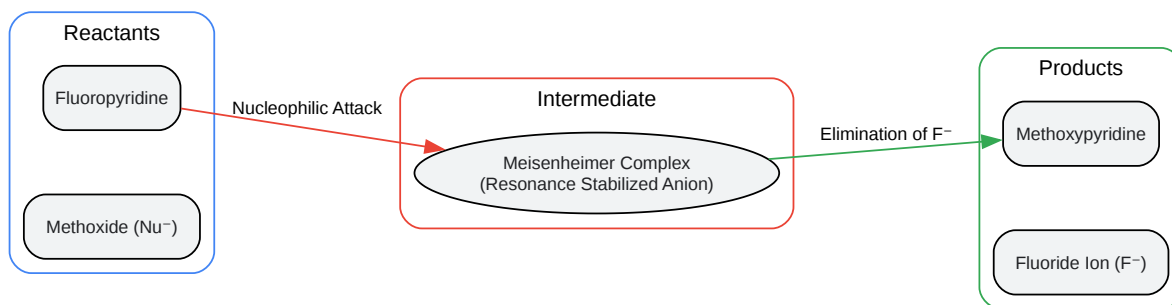 Reactants
Fluoropyridine
Methoxide (Nu⁻)
Nucleophilic Attack
Intermediate
Meisenheimer Complex
(Resonance Stabilized Anion)
Elimination of F⁻
Products
Methoxypyridine
Fluoride Ion (F⁻)